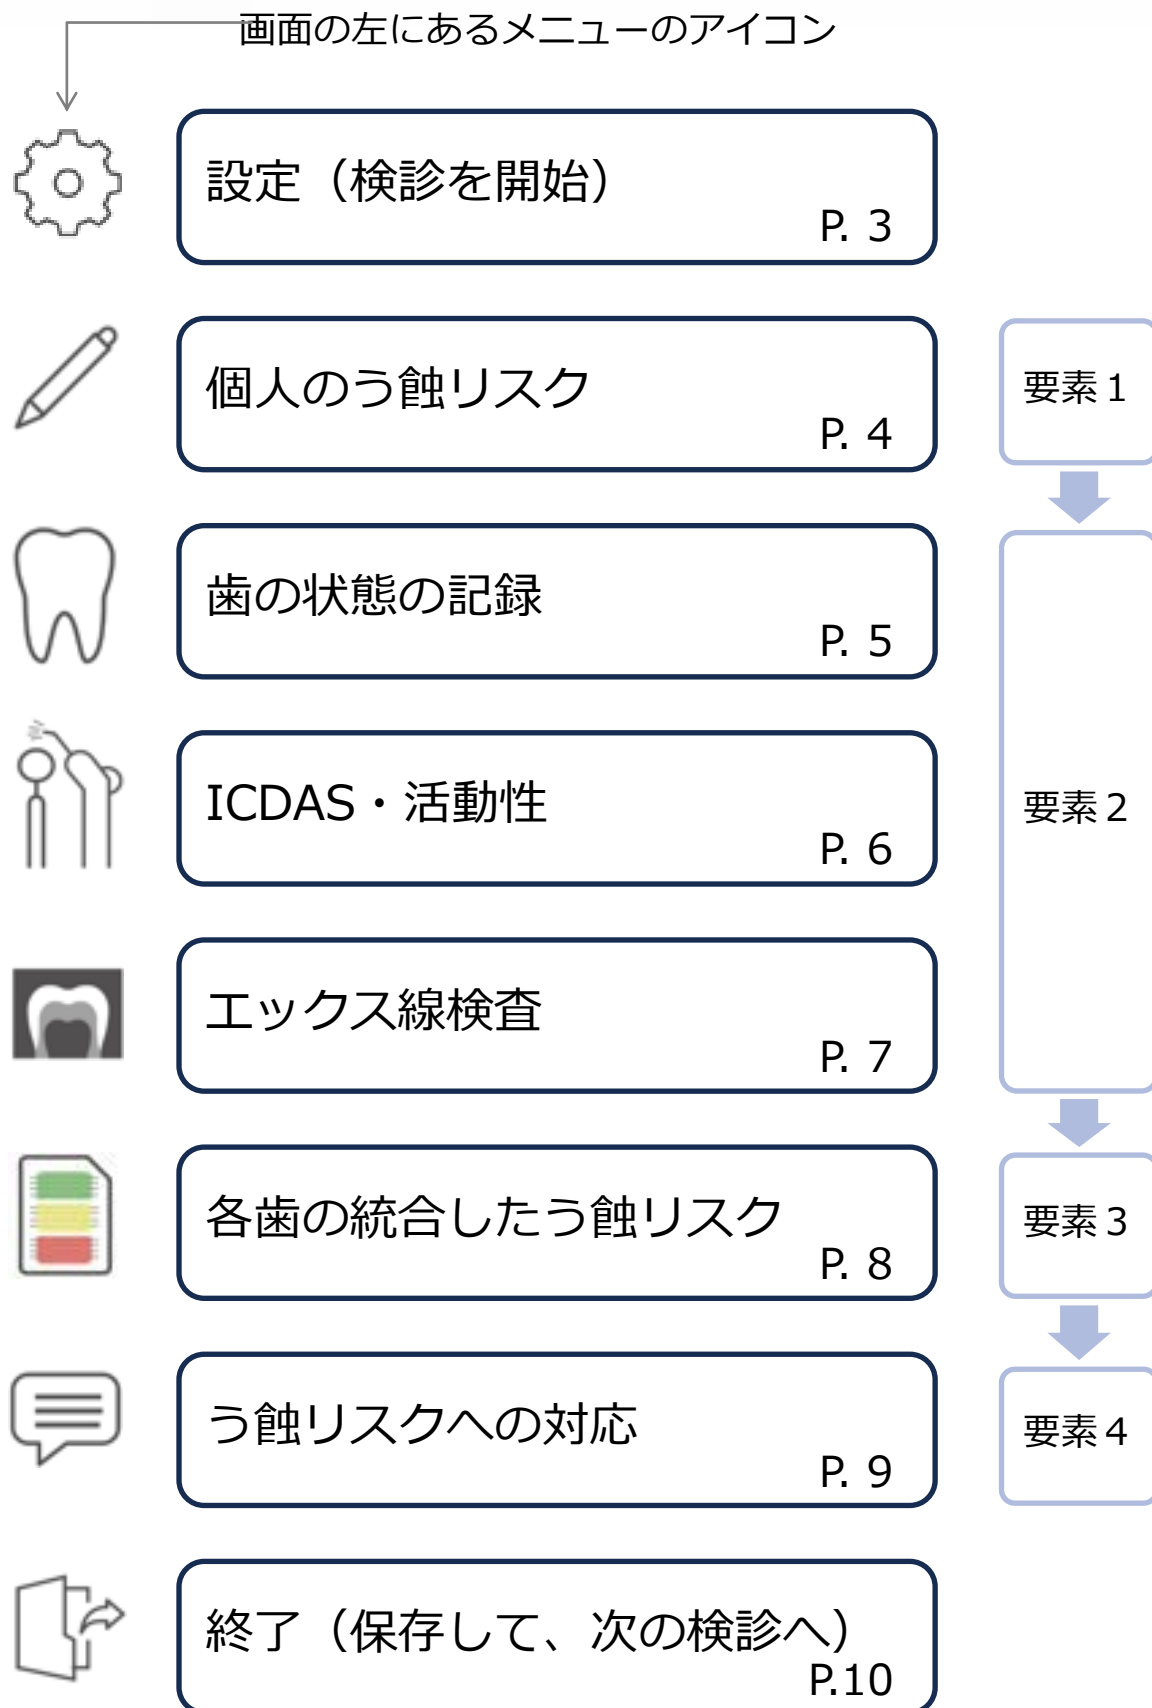 画面の左にあるメニューのアイコン
設定（検診を開始）
P. 3
個人のう蝕リスク
P. 4
要素１
歯の状態の記録
P. 5
ICDAS・活動性
P. 6
要素２
エックス線検査
P. 7
各歯の統合したう蝕リスク
P. 8
要素３
う蝕リスクへの対応
P. 9
要素４
終了（保存して、次の検診へ）
P.10